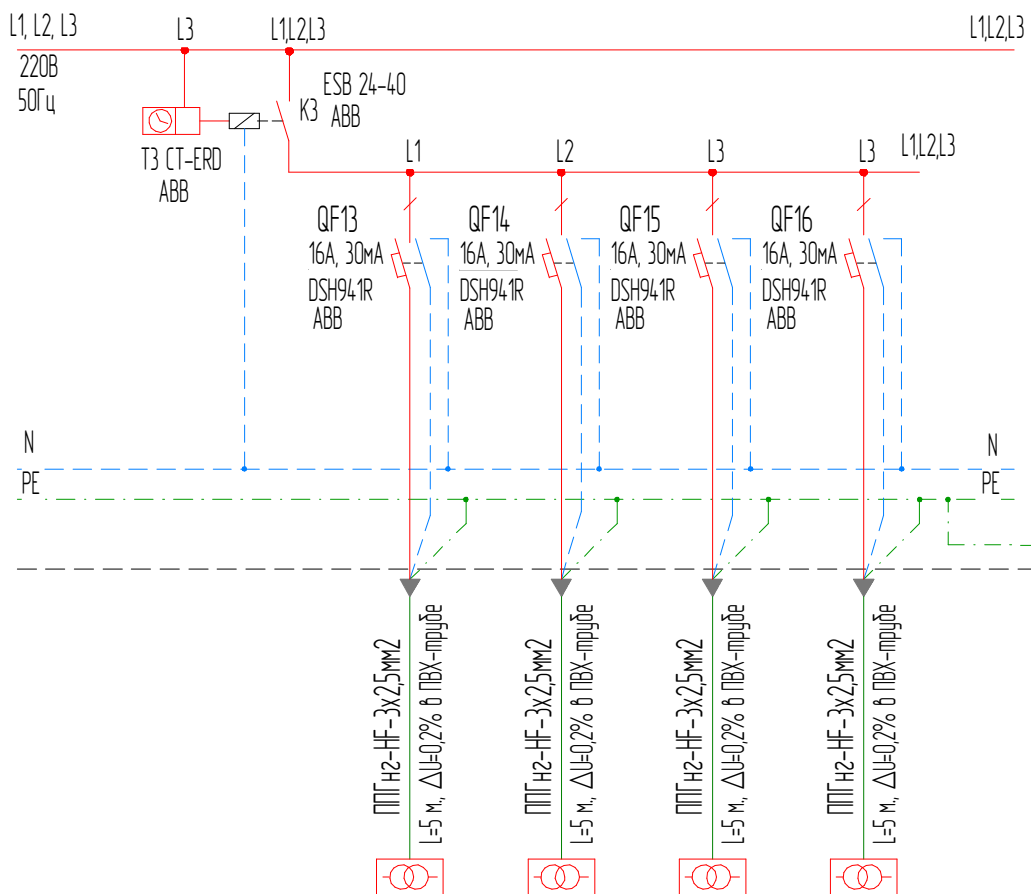 L1, L2, L3
L3
L1,L2,L3
L1,L2,L3
220В
50Гц
ESB 24-40
ABB
K3
T3 CT-ERD
ABB
L1
L2
L3
L3
L1,L2,L3
QF13
16А, 30мА
DSH941R
ABB
QF14
16А, 30мА
DSH941R
ABB
QF15
16А, 30мА
DSH941R
ABB
QF16
16А, 30мА
DSH941R
ABB
N
N
PE
PE
ППГнг-HF-3х2,5мм2
L=5 м., ΔU=0,2% в ПВХ-трубе
ППГнг-HF-3х2,5мм2
L=5 м., ΔU=0,2% в ПВХ-трубе
ППГнг-HF-3х2,5мм2
L=5 м., ΔU=0,2% в ПВХ-трубе
ППГнг-HF-3х2,5мм2
L=5 м., ΔU=0,2% в ПВХ-трубе